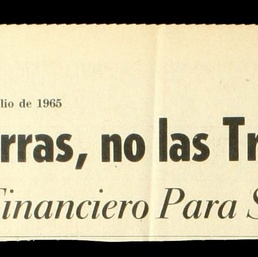 lio de 1965
rras, no las Tr
Financiero Para S